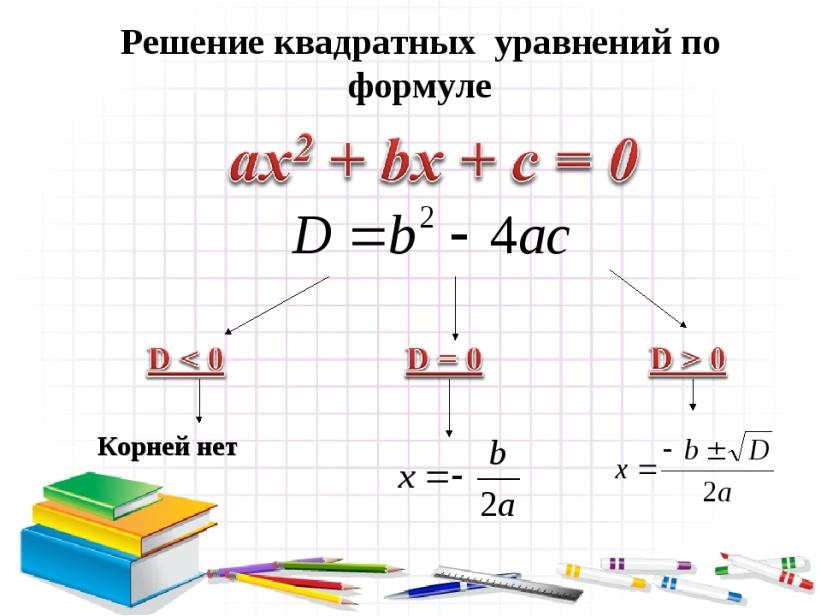 Решение квадратных уравнений по
формуле
ax² + bx + c = 0
D = b² - 4ac
D < 0 D = 0 D > 0
Корней нет
x = - b/2a
x = (- b ± √D)/2a